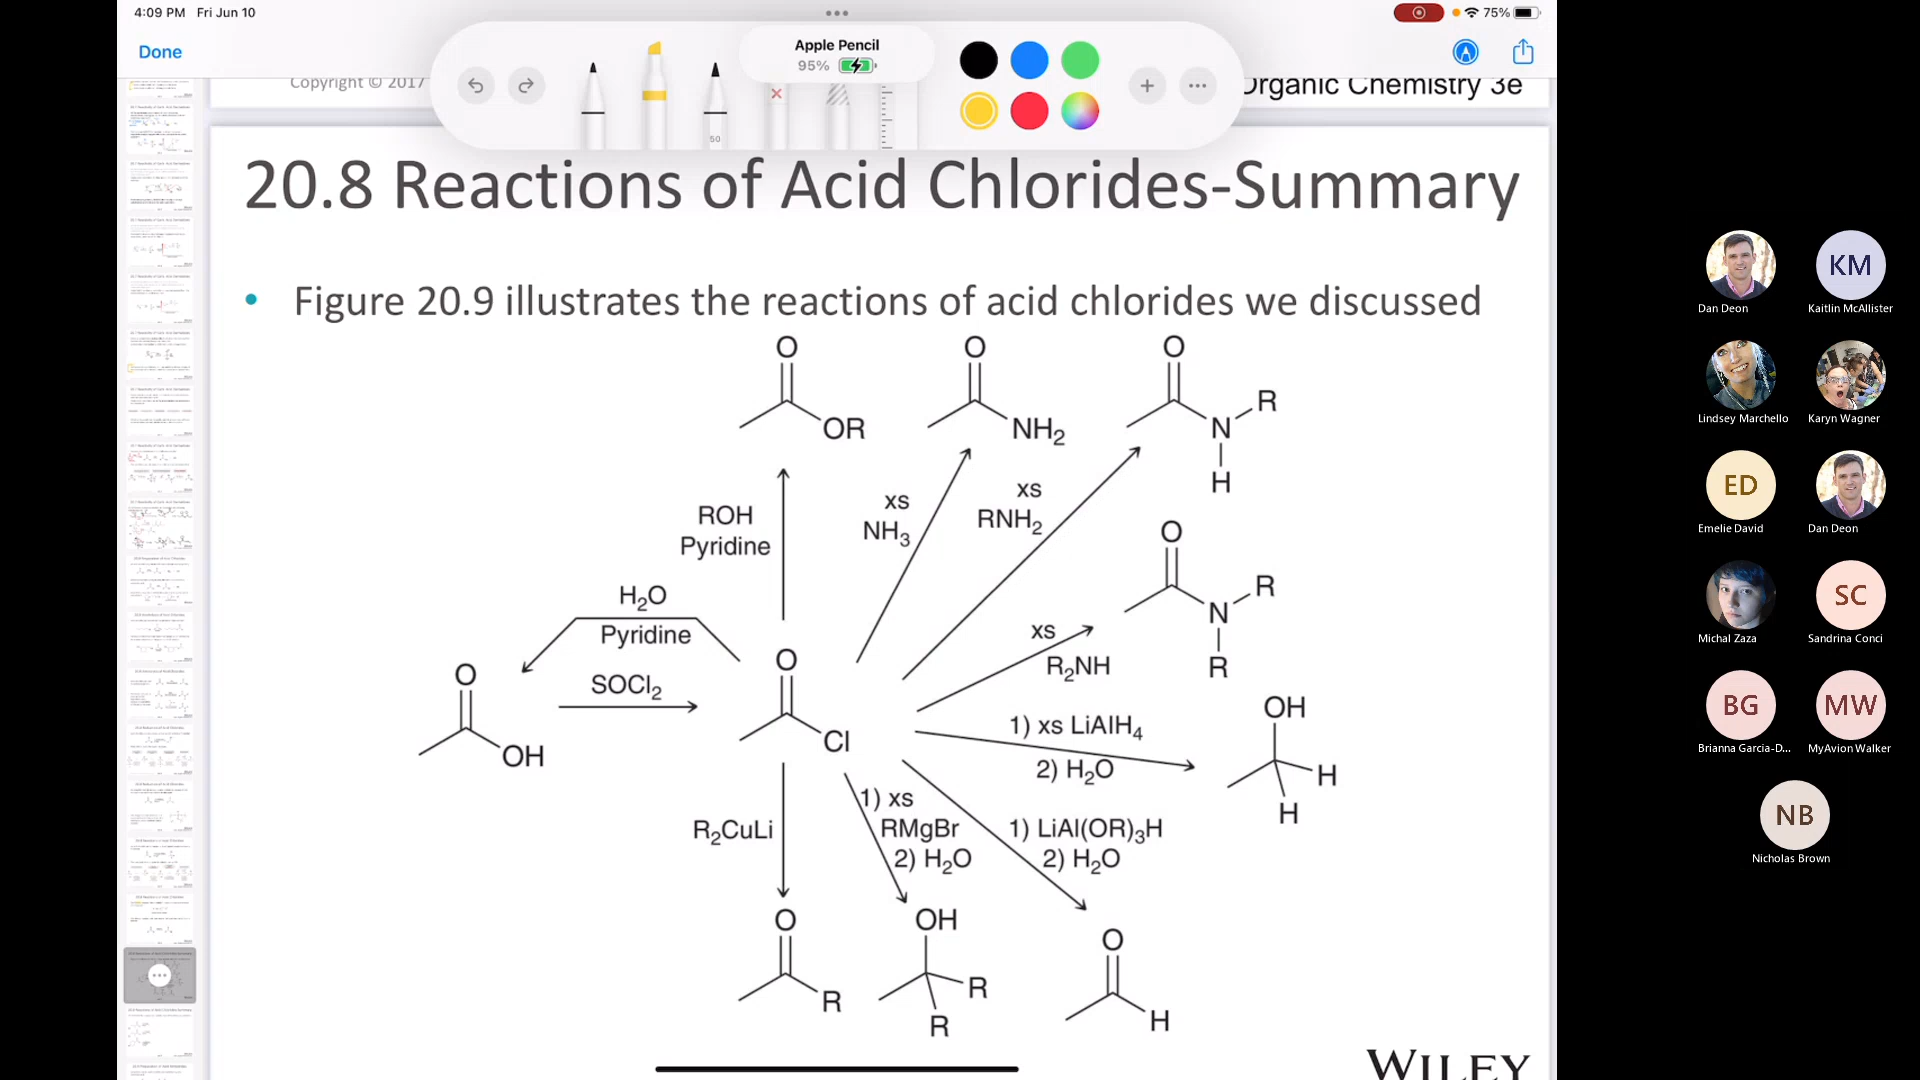 4:09 PM Fri Jun 10
75%
Done
Apple Pencil
95%
50
Copyright © 2017
Organic Chemistry 3e
20.8 Reactions of Acid Chlorides-Summary
• Figure 20.9 illustrates the reactions of acid chlorides we discussed
O
OR
O
NH2
O
N
R
H
ROH
Pyridine
xs
NH3
xs
RNH2
O
N
R
R
H2O
Pyridine
xs
R2NH
O
OH
SOCl2
O
Cl
1) xs LiAlH4
2) H2O
OH
H
H
R2CuLi
1) xs
RMgBr
2) H2O
1) LiAl(OR)3H
2) H2O
O
R
OH
R
R
O
H
WILEY
Dan Deon
KM
Kaitlin McAllister
Lindsey Marchello
Karyn Wagner
ED
Emelie David
Dan Deon
Michal Zaza
SC
Sandrina Conci
BG
Brianna Garcia-D...
MW
MyAvion Walker
NB
Nicholas Brown